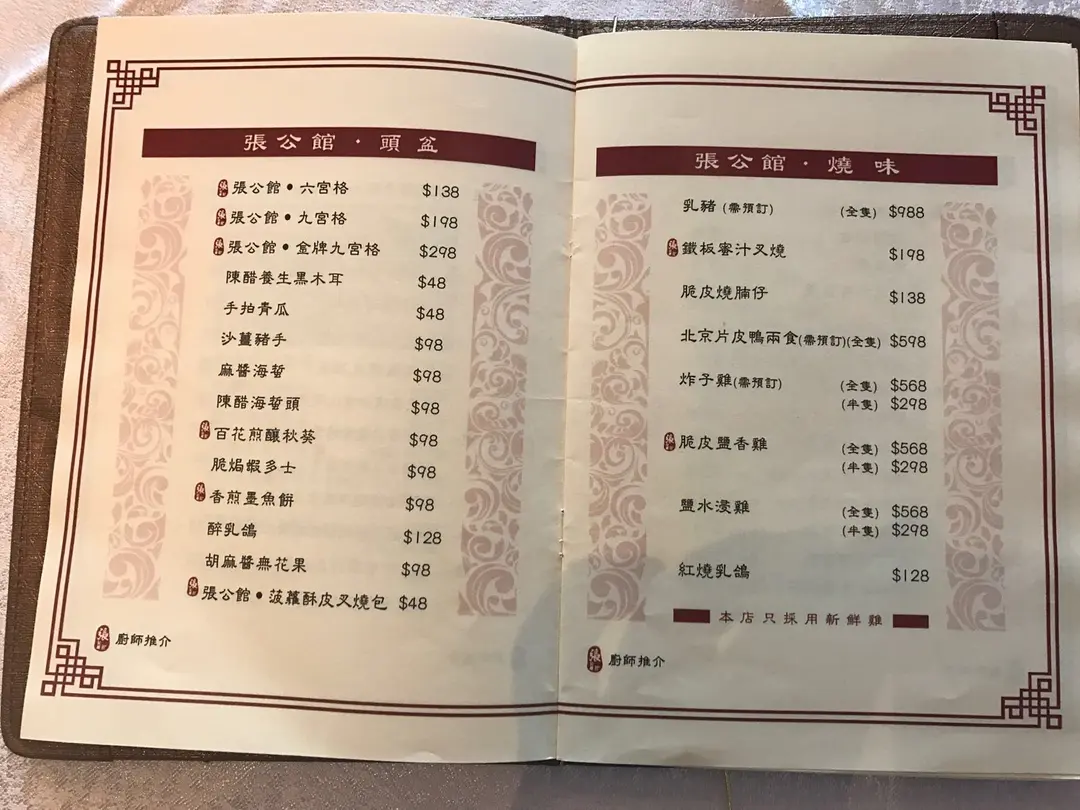 張公館·頭盆
張公館•六宮格 $138
張公館•九宮格 $198
張公館•金牌九宮格 $298
陳醋養生黑木耳 $48
手拍青瓜 $48
沙薑豬手 $98
麻醬海蜇 $98
陳醋海蜇頭 $98
百花煎釀秋葵 $98
脆焗蝦多士 $98
香煎墨魚餅 $98
醉乳鴿 $128
胡麻醬無花果 $98
張公館•菠蘿酥皮叉燒包 $48
廚師推介
張公館·燒味
乳豬(需預訂) (全隻) $988
鐵板蜜汁叉燒 $198
脆皮燒腩仔 $138
北京片皮鴨兩食(需預訂)(全隻) $598
炸子雞(需預訂) (全隻) $568
(半隻) $298
脆皮鹽香雞 (全隻) $568
(半隻) $298
鹽水浸雞 (全隻) $568
(半隻) $298
紅燒乳鴿 $128
本店只採用新鮮雞
廚師推介